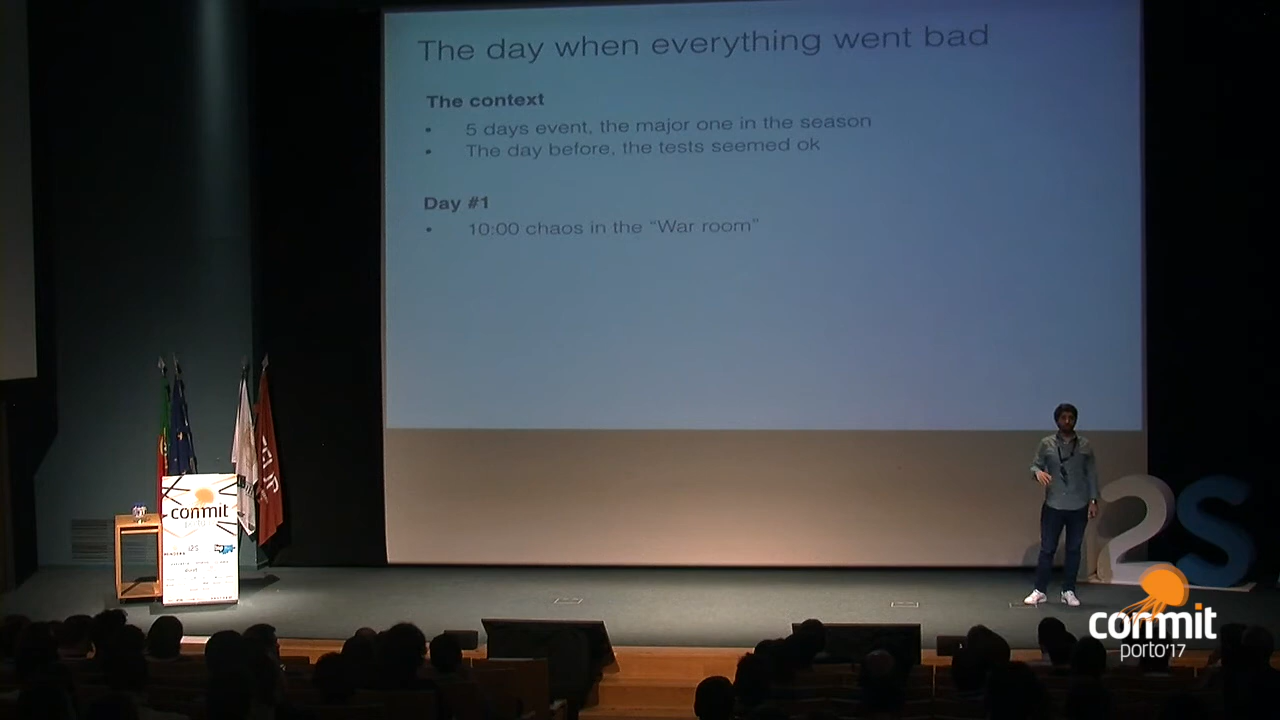 The day when everything went bad
The context
• 5 days event, the major one in the season
• The day before, the tests seemed ok
Day #1
• 10:00 chaos in the “War room”
commit
porto
i2S
2S
commit
porto'17